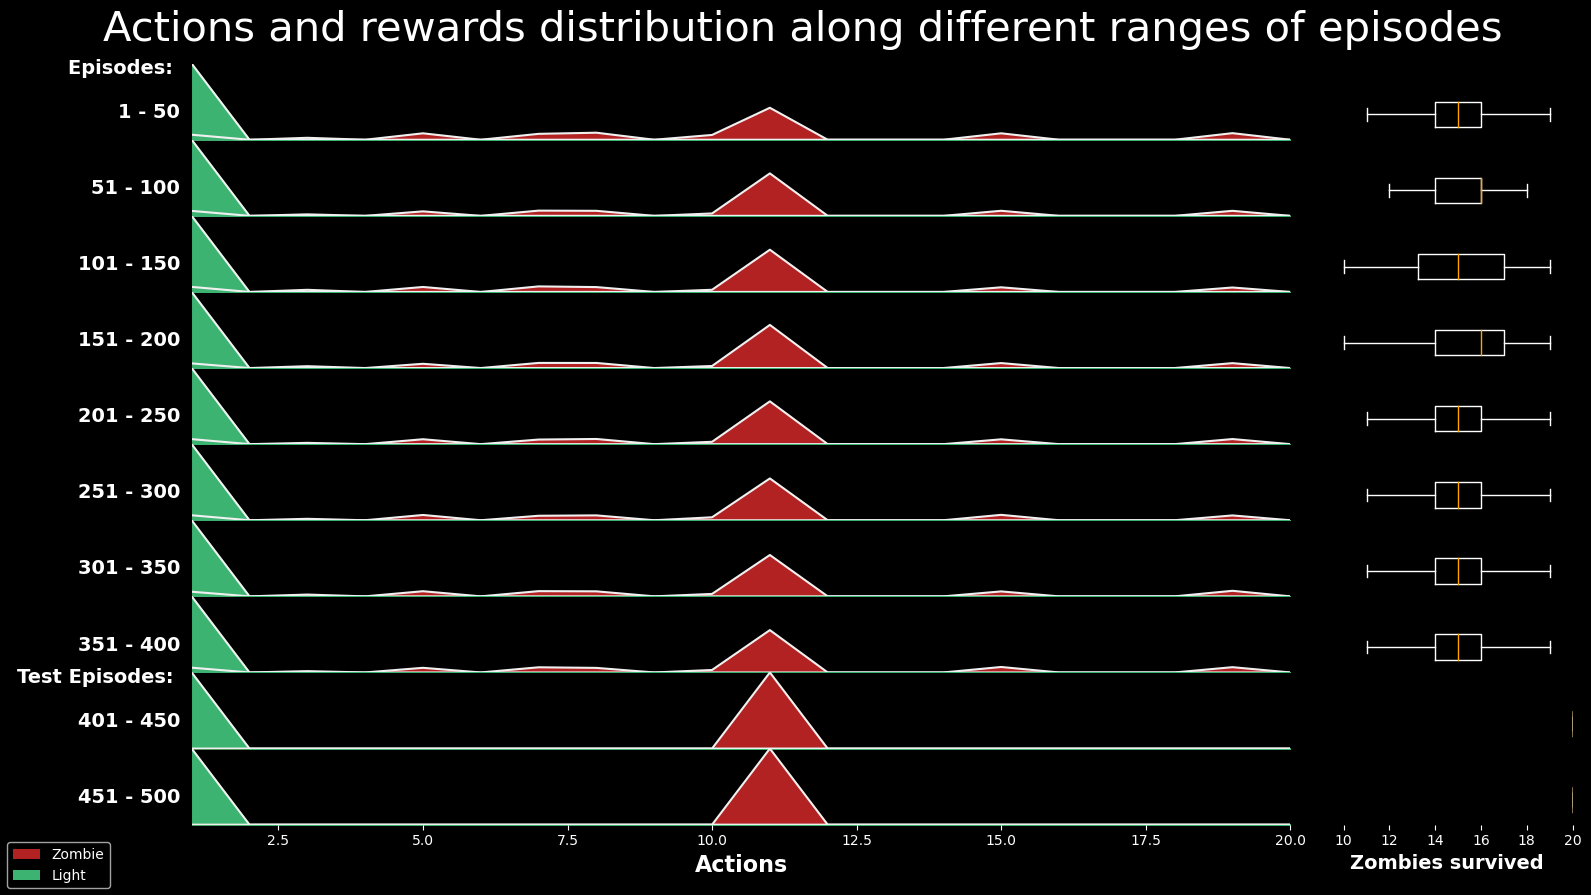 Actions and rewards distribution along different ranges of episodes
Episodes:
1 - 50
51 - 100
101 - 150
151 - 200
201 - 250
251 - 300
301 - 350
351 - 400
Test Episodes:
401 - 450
451 - 500
2.5 5.0 7.5 10.0 12.5 15.0 17.5 20.0
Actions
10 12 14 16 18 20
Zombies survived
Zombie
Light